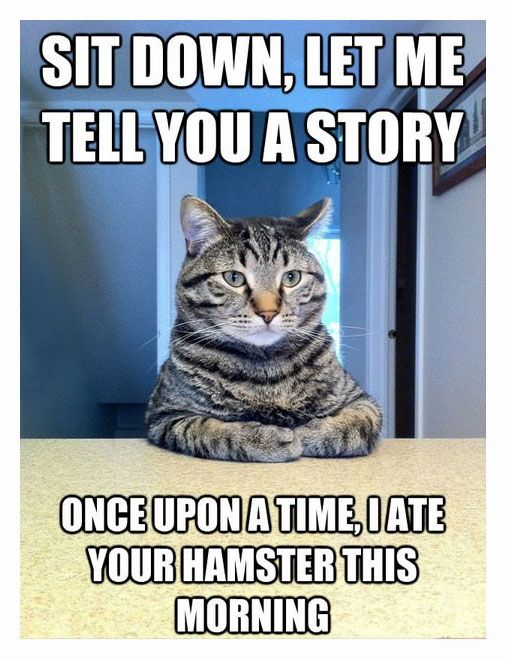 SIT DOWN, LET ME
TELL YOU A STORY
ONCE UPON A TIME, I ATE
YOUR HAMSTER THIS
MORNING